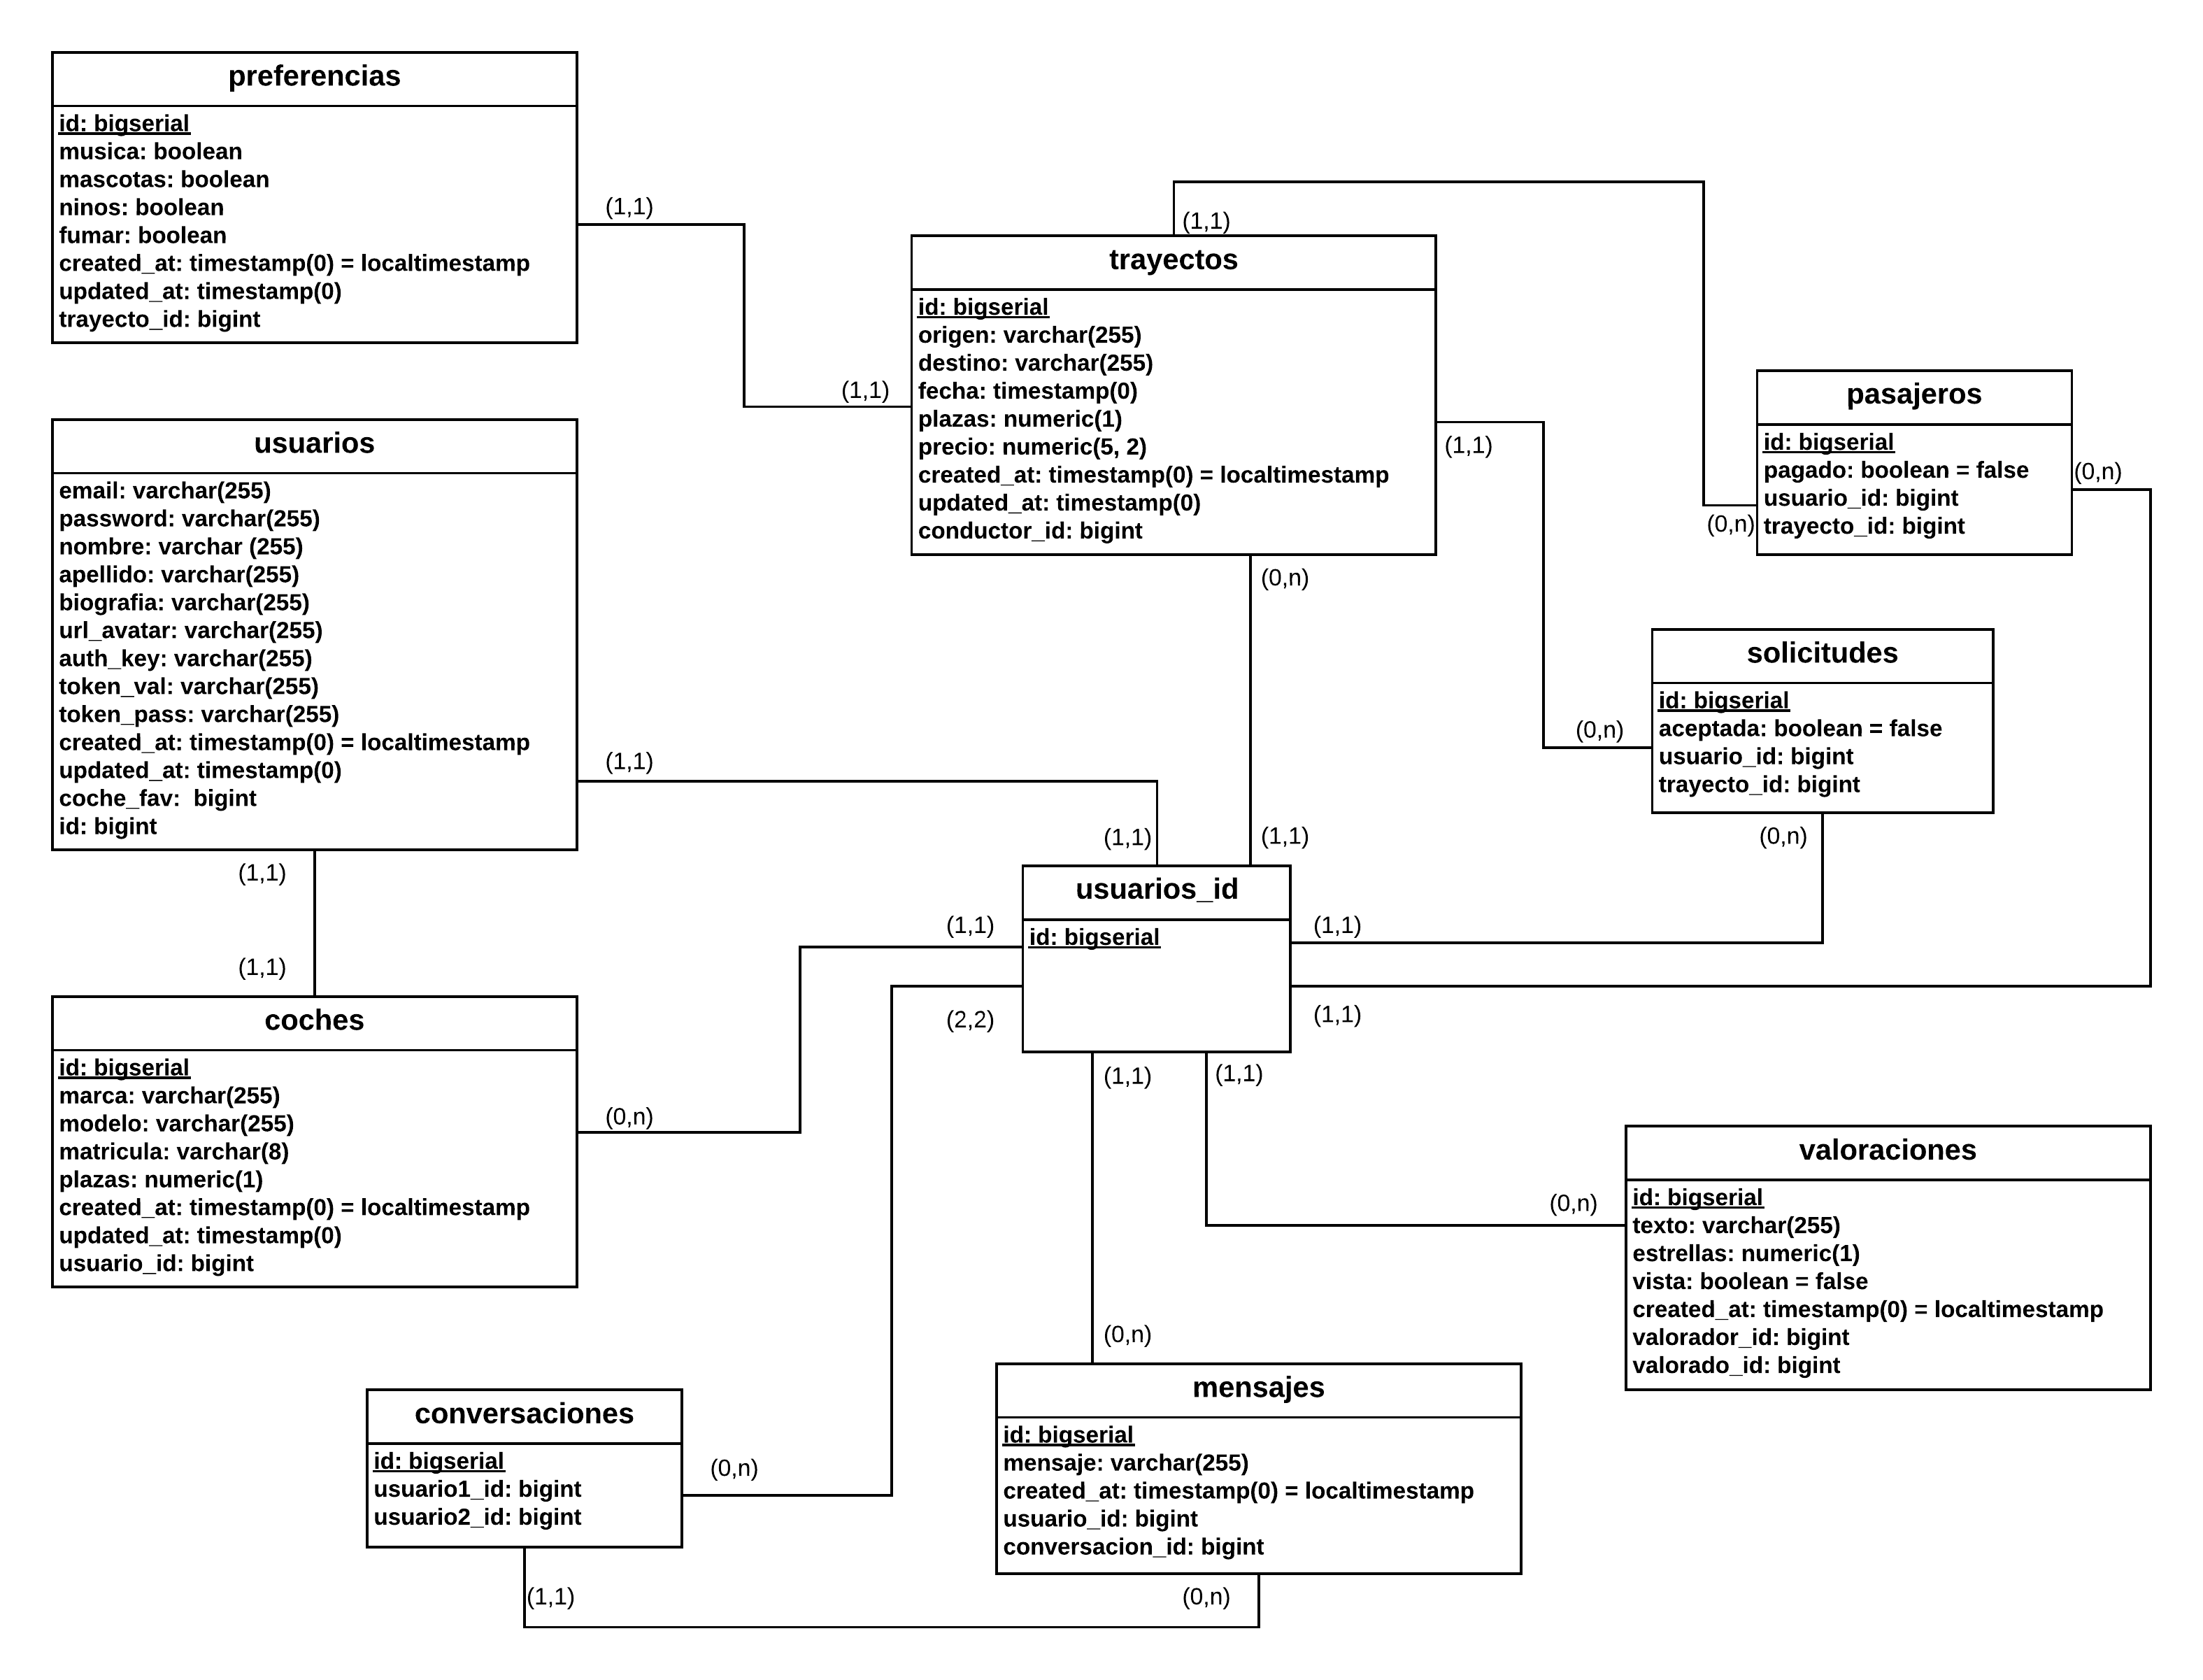 preferencias
id: bigserial
musica: boolean
mascotas: boolean
ninos: boolean
fumar: boolean
created_at: timestamp(0) = localtimestamp
updated_at: timestamp(0)
trayecto_id: bigint
(1,1)
(1,1)
usuarios
email: varchar(255)
password: varchar(255)
nombre: varchar (255)
apellido: varchar(255)
biografia: varchar(255)
url_avatar: varchar(255)
auth_key: varchar(255)
token_val: varchar(255)
token_pass: varchar(255)
created_at: timestamp(0) = localtimestamp
updated_at: timestamp(0)
coche_fav:  bigint
id: bigint
(1,1)
(1,1)
(1,1)
(1,1)
coches
id: bigserial
marca: varchar(255)
modelo: varchar(255)
matricula: varchar(8)
plazas: numeric(1)
created_at: timestamp(0) = localtimestamp
updated_at: timestamp(0)
usuario_id: bigint
(0,n)
(1,1)
trayectos
id: bigserial
origen: varchar(255)
destino: varchar(255)
fecha: timestamp(0)
plazas: numeric(1)
precio: numeric(5, 2)
created_at: timestamp(0) = localtimestamp
updated_at: timestamp(0)
conductor_id: bigint
(1,1)
(1,1)
(0,n)
(1,1)
pasajeros
id: bigserial
pagado: boolean = false
usuario_id: bigint
trayecto_id: bigint
(0,n)
(0,n)
solicitudes
id: bigserial
aceptada: boolean = false
usuario_id: bigint
trayecto_id: bigint
(0,n)
(0,n)
usuarios_id
id: bigserial
(1,1)
(1,1)
(2,2)
(1,1)
(1,1)
valoraciones
id: bigserial
texto: varchar(255)
estrellas: numeric(1)
vista: boolean = false
created_at: timestamp(0) = localtimestamp
valorador_id: bigint
valorado_id: bigint
(0,n)
(0,n)
mensajes
id: bigserial
mensaje: varchar(255)
created_at: timestamp(0) = localtimestamp
usuario_id: bigint
conversacion_id: bigint
(0,n)
conversaciones
id: bigserial
usuario1_id: bigint
usuario2_id: bigint
(0,n)
(1,1)